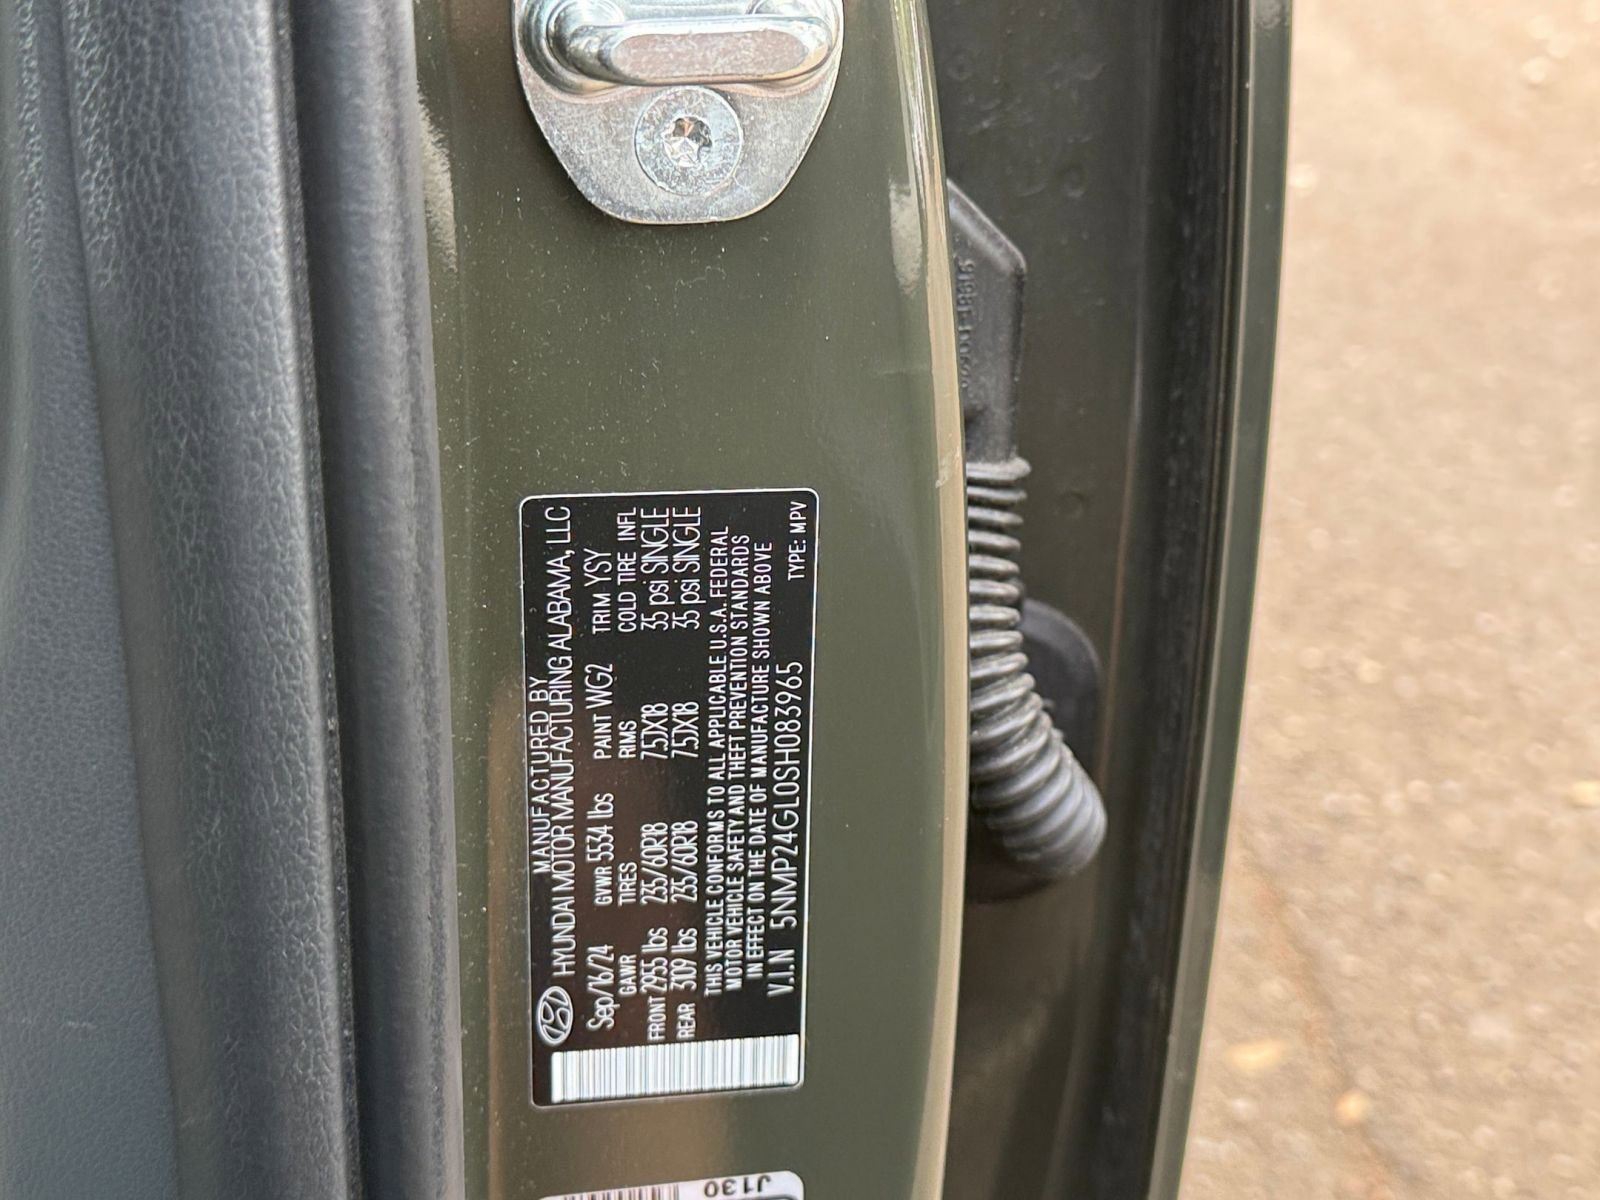 MANUFACTURED BY
HYUNDAI MOTOR MANUFACTURING ALABAMA, LLC
Sep/16/24 GVWR 5534 lbs PAINT WG2 TRIM YSY
GAWR TIRES RIMS COLD TIRE INFL
FRONT 2955 lbs 235/60R18 7.5JX18 35 psi SINGLE
REAR 3109 lbs 235/60R18 7.5JX18 35 psi SINGLE
THIS VEHICLE CONFORMS TO ALL APPLICABLE U.S.A. FEDERAL
MOTOR VEHICLE SAFETY AND THEFT PREVENTION STANDARDS
IN EFFECT ON THE DATE OF MANUFACTURE SHOWN ABOVE
V.I.N 5NMP24GL0SH083965
TYPE: MPV
J130